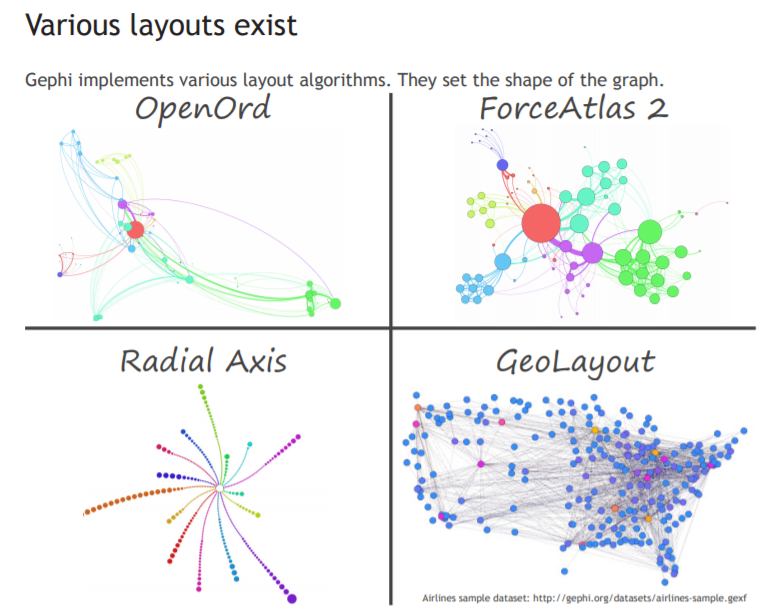 Various layouts exist
Gephi implements various layout algorithms. They set the shape of the graph.
OpenOrd
ForceAtlas 2
Radial Axis
GeoLayout
Airlines sample dataset: http://gephi.org/datasets/airlines-sample.gexf